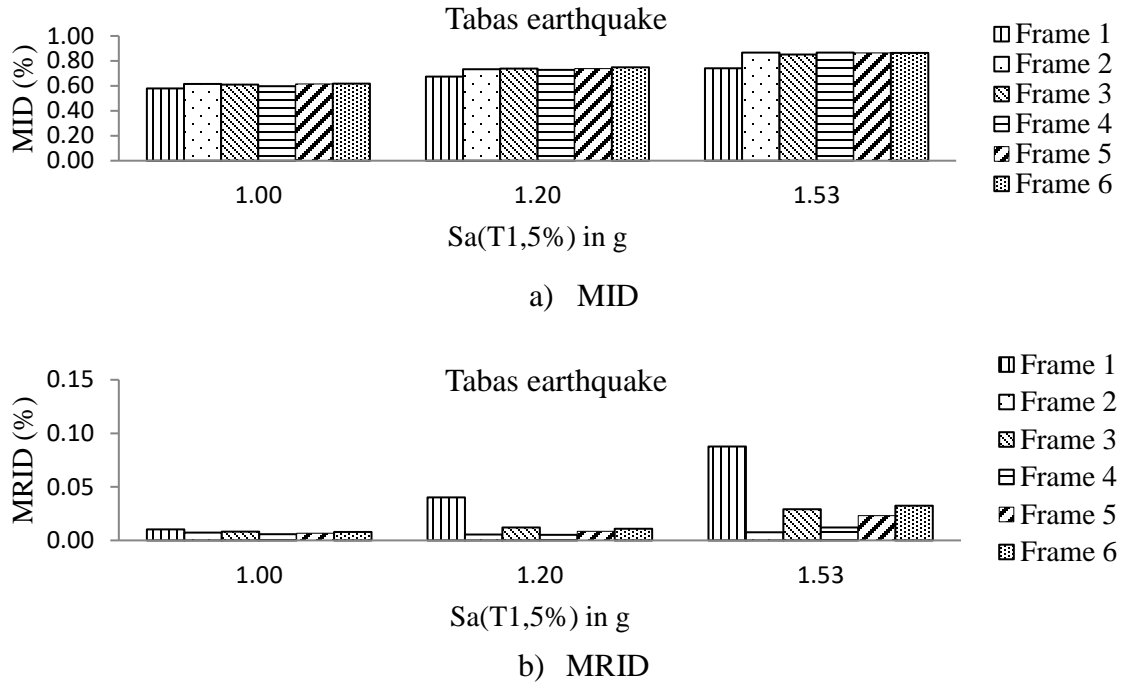 Tabas earthquake
MID (%)
1.00
0.80
0.60
0.40
0.20
0.00
1.00 1.20 1.53
Sa(T1,5%) in g
Frame 1
Frame 2
Frame 3
Frame 4
Frame 5
Frame 6
a) MID
Tabas earthquake
MRID (%)
0.15
0.10
0.05
0.00
1.00 1.20 1.53
Sa(T1,5%) in g
Frame 1
Frame 2
Frame 3
Frame 4
Frame 5
Frame 6
b) MRID